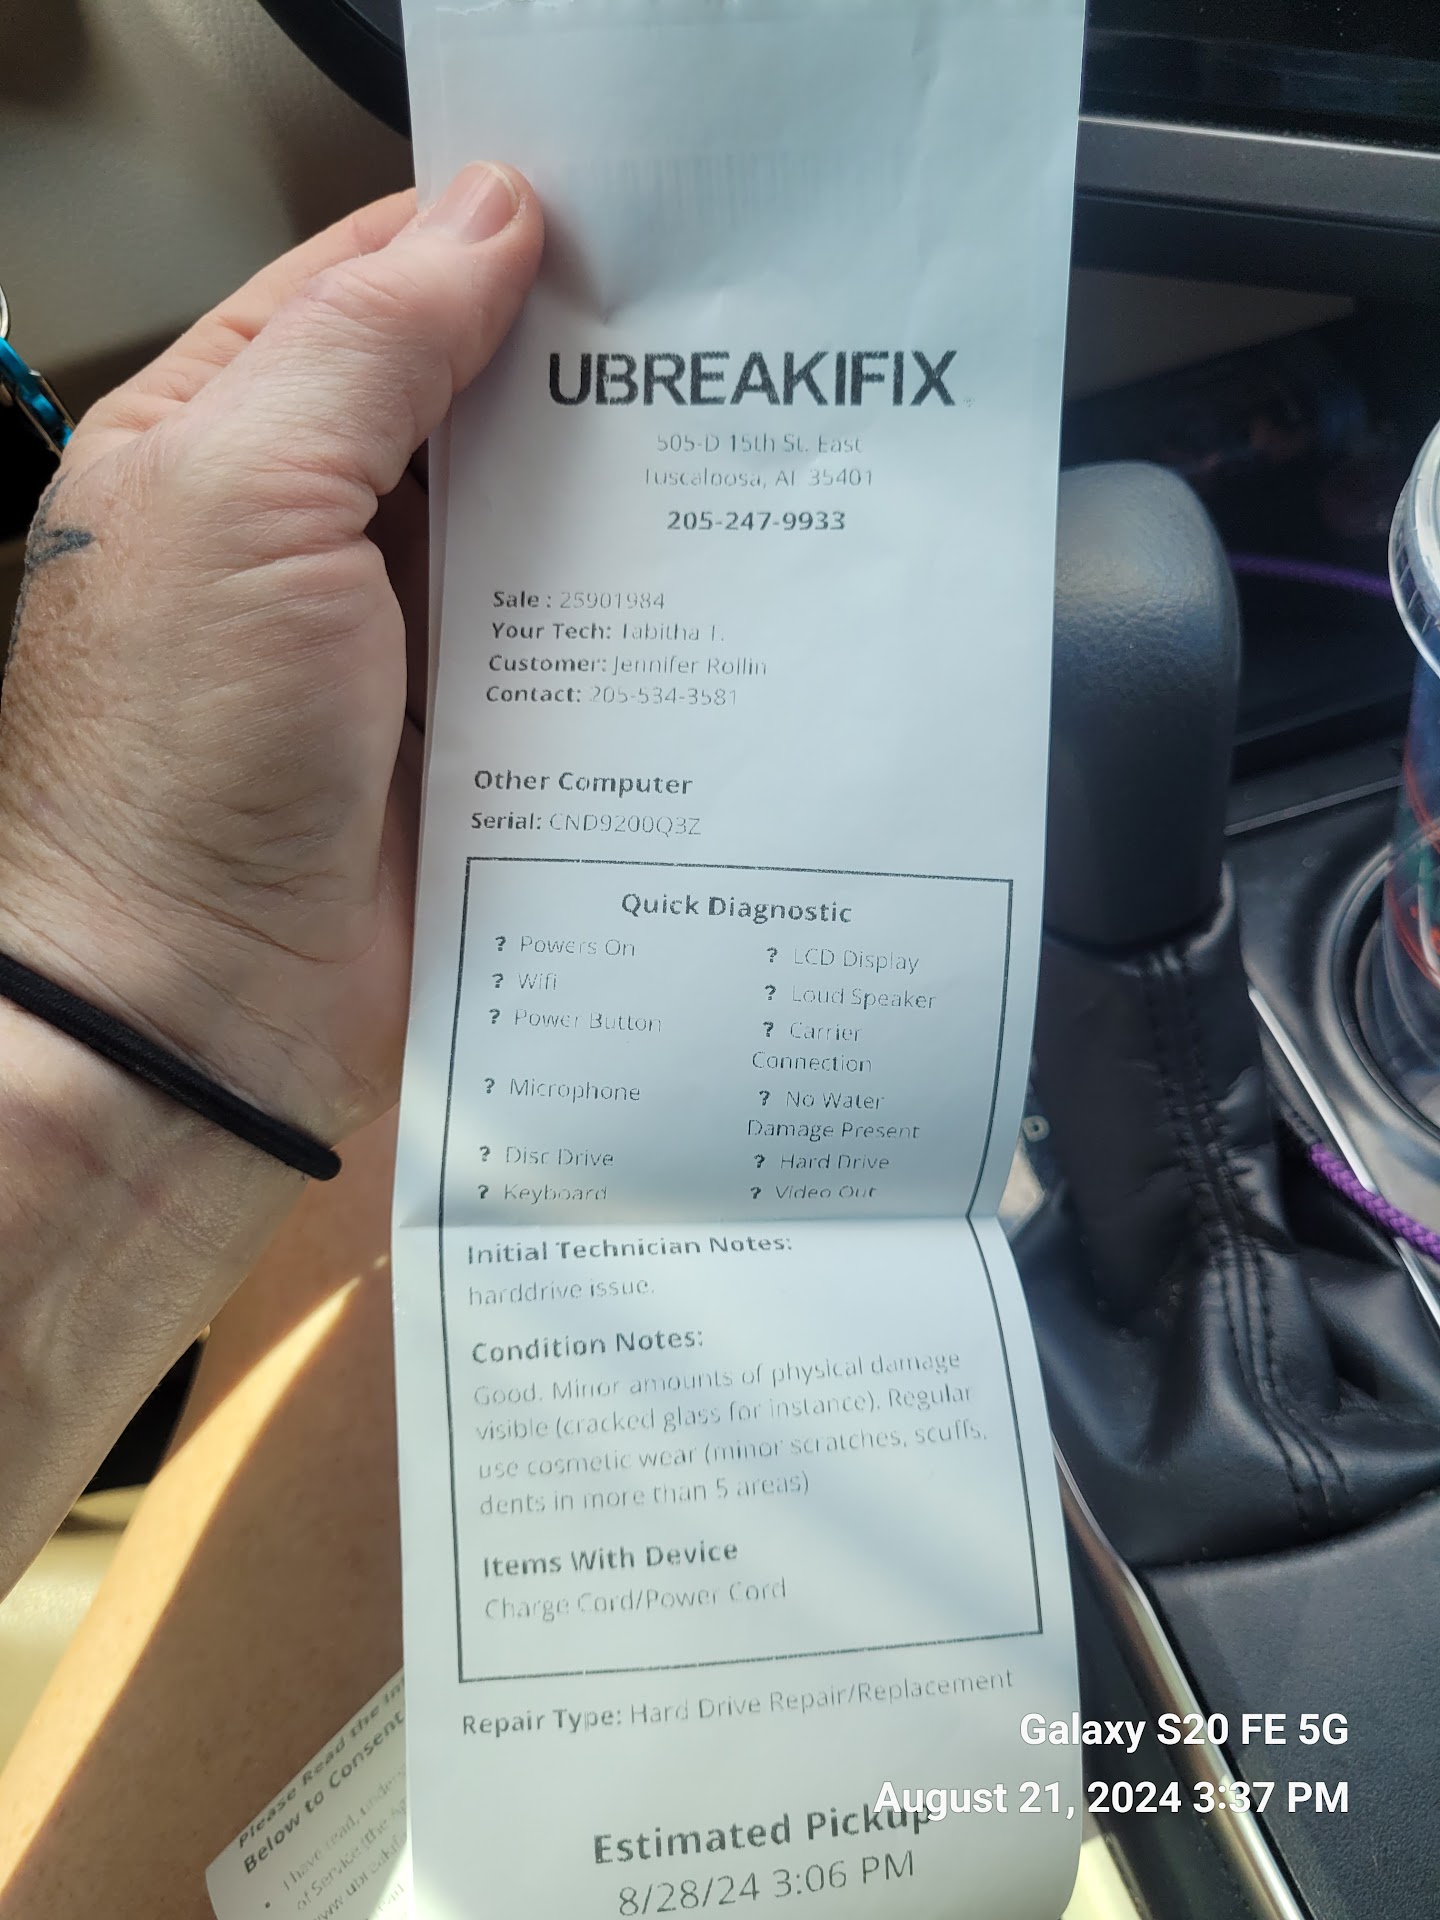 UBREAKIFIX
505-D 15th St. East
Tuscaloosa, AL 35401
205-247-9933
Sale : 25901984
Your Tech: Tabitha T.
Customer: Jennifer Rollin
Contact: 205-534-3581
Other Computer
Serial: CND9200Q3Z
Quick Diagnostic
? Powers On
? LCD Display
? Wifi
? Loud Speaker
? Power Button
? Carrier
Connection
? Microphone
? No Water
Damage Present
? Disc Drive
? Hard Drive
? Keyboard
? Video Out
Initial Technician Notes:
harddrive issue.
Condition Notes:
Good. Minor amounts of physical damage
visible (cracked glass for instance). Regular
use cosmetic wear (minor scratches, scuffs,
dents in more than 5 areas)
Items With Device
Charge Cord/Power Cord
Repair Type: Hard Drive Repair/Replacement
Estimated Pickup
8/28/24 3:06 PM
Please Read the
Below to Consent
• I have read,
of Service (the
Galaxy S20 FE 5G
August 21, 2024 3:37 PM